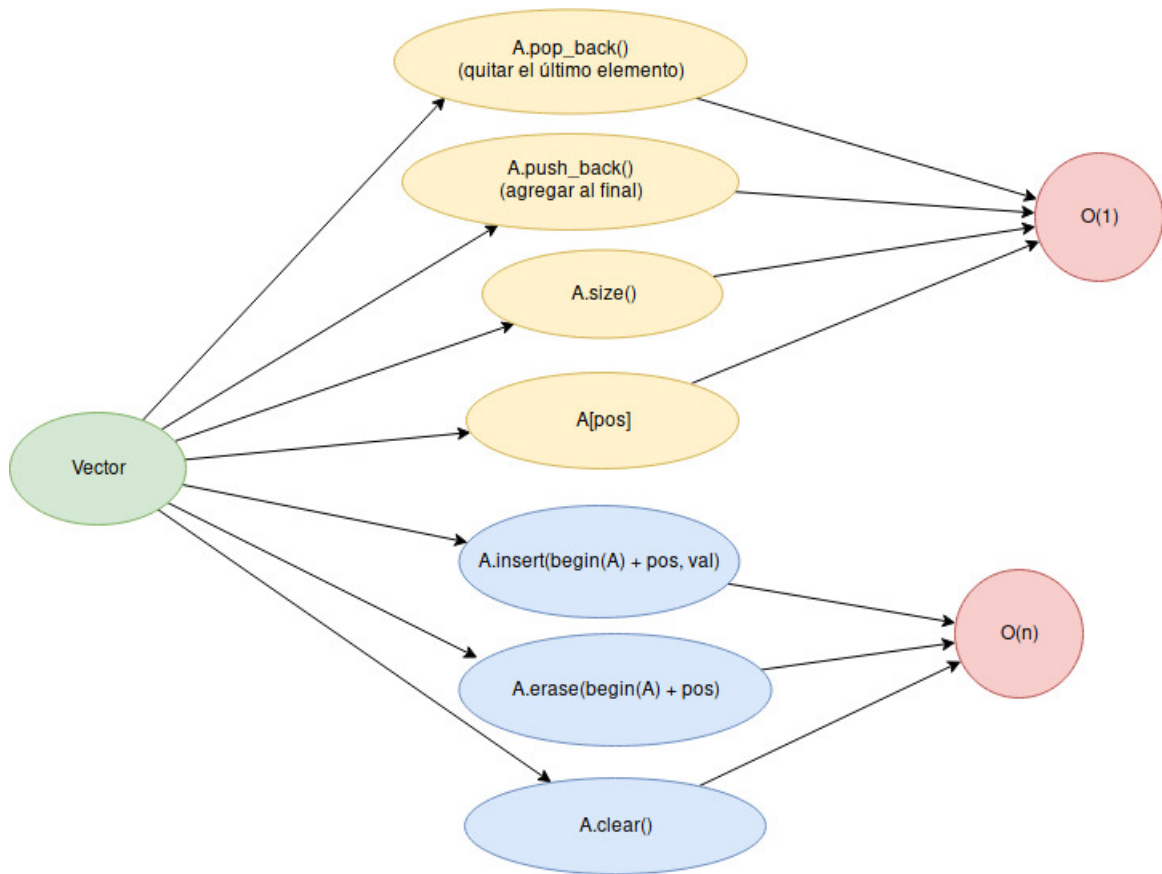 A.pop_back()
(quitar el último elemento)
A.push_back()
(agregar al final)
O(1)
A.size()
A[pos]
Vector
A.insert(begin(A) + pos, val)
O(n)
A.erase(begin(A) + pos)
A.clear()